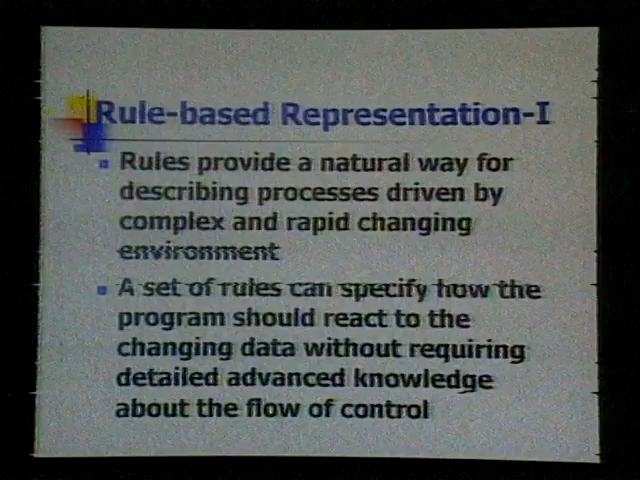 Rule-based Representation-I
Rules provide a natural way for
describing processes driven by
complex and rapid changing
environment
A set of rules can specify how the
program should react to the
changing data without requiring
detailed advanced knowledge
about the flow of control